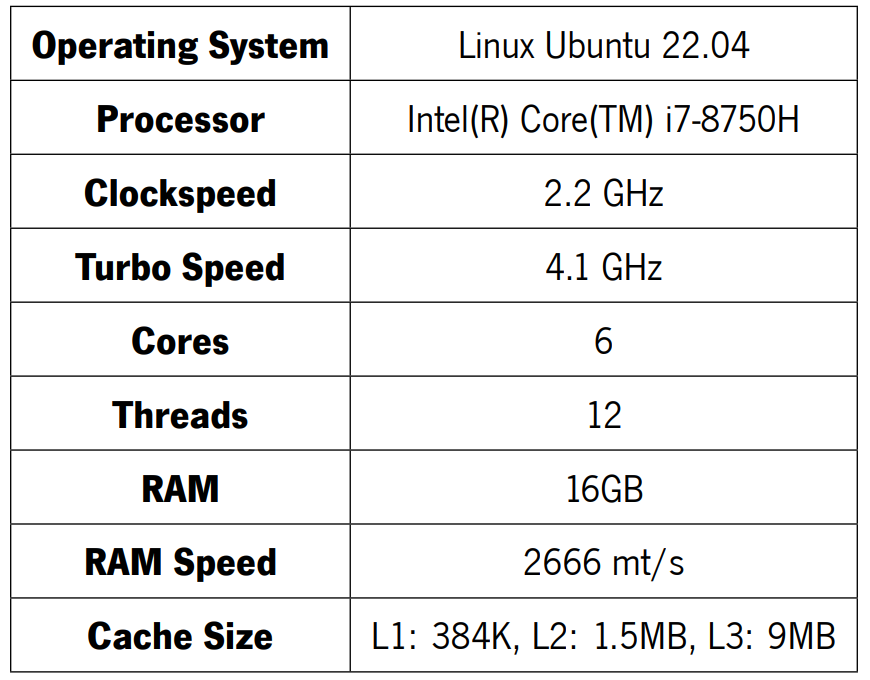 Operating System Linux Ubuntu 22.04
Processor Intel(R) Core(TM) i7-8750H
Clockspeed 2.2 GHz
Turbo Speed 4.1 GHz
Cores 6
Threads 12
RAM 16GB
RAM Speed 2666 mt/s
Cache Size L1: 384K, L2: 1.5MB, L3: 9MB